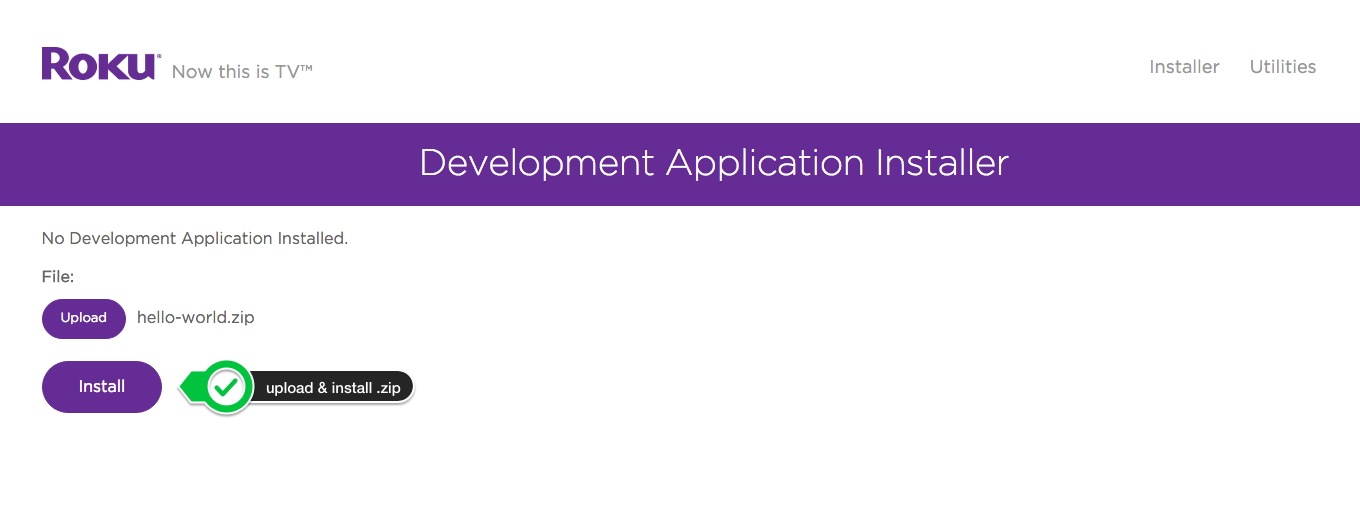 ROKU® Now this is TV™
Installer Utilities
Development Application Installer
No Development Application Installed.
File:
Upload hello-world.zip
Install upload & install .zip